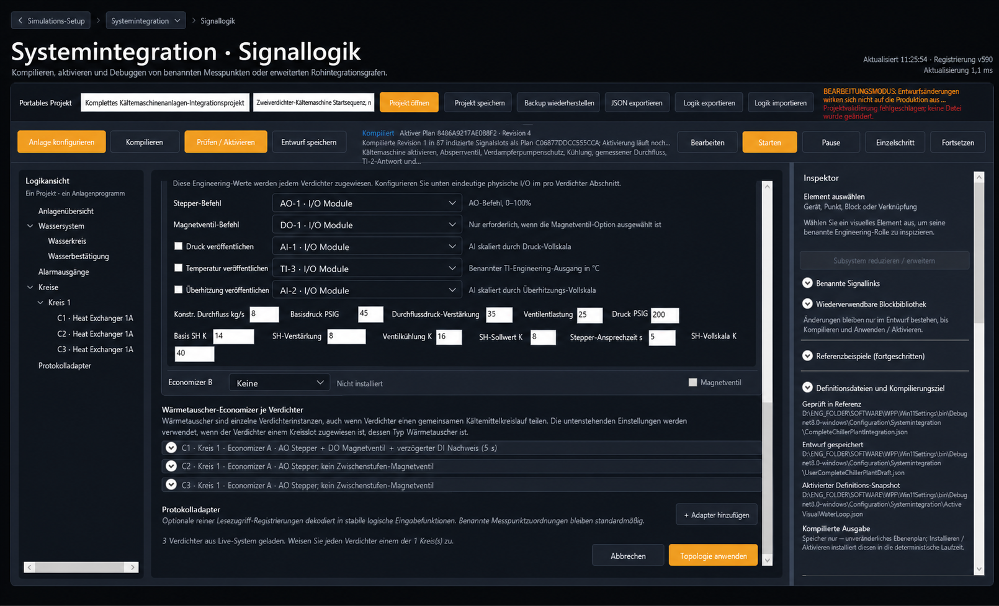 Simulations-Setup
Systemintegration
Signallogik
Systemintegration · Signallogik
Kompilieren, aktivieren und Debuggen von benannten Messpunkten oder erweiterten Rohintegrationsgrafen.
Aktualisiert 11:25:54 · Registrierung v590
Aktualisierung 1,1 ms
Portables Projekt
Komplettes Kältemaschinenanlagen-Integrationsprojekt
Zweiverdichter-Kältemaschine Startsequenz, n
Projekt öffnen
Projekt speichern
Backup wiederherstellen
JSON exportieren
Logik exportieren
Logik importieren
BEARBEITUNGSMODUS: Entwurfsänderungen
wirken sich nicht auf die Produktion aus ...
Projektvalidierung fehlgeschlagen; keine Datei
wurde geändert.
Anlage konfigurieren
Kompilieren
Prüfen / Aktivieren
Entwurf speichern
Kompiliert Aktiver Plan 8486A9217AE0B8F2 · Revision 4
Kompilierte Revision 1 in 87 indizierte Signalslots als Plan C06877DDCC555CCA; Aktivierung läuft noch...
Kältemaschine aktivieren, Absperrventil, Verdampferpumpenschutz, Kühlung, gemessener Durchfluss,
TI-2-Antwort und...
Bearbeiten
Starten
Pause
Einzelschritt
Fortsetzen
Logikansicht
Ein Projekt · ein Anlagenprogramm
Anlagenübersicht
Wassersystem
Wasserkreis
Wasserbestätigung
Alarmausgänge
Kreise
Kreis 1
C1 · Heat Exchanger 1A
C2 · Heat Exchanger 1A
C3 · Heat Exchanger 1A
Protokolladapter
Diese Engineering-Werte werden jedem Verdichter zugewiesen. Konfigurieren Sie unten eindeutige physische I/O im pro Verdichter Abschnitt.
Stepper-Befehl AO-1 · I/O Module AO-Befehl, 0–100%
Magnetventil-Befehl DO-1 · I/O Module Nur erforderlich, wenn die Magnetventil-Option ausgewählt ist
Druck veröffentlichen AI-1 · I/O Module AI skaliert durch Druck-Vollskala
Temperatur veröffentlichen TI-3 · I/O Module Benannter TI-Engineering-Ausgang in °C
Überhitzung veröffentlichen AI-2 · I/O Module AI skaliert durch Überhitzungs-Vollskala
Konstr. Durchfluss kg/s 8 Basisdruck PSIG 45 Durchflussdruck-Verstärkung 35 Ventilentlastung 25 Druck PSIG 200
Basis SH K 14 SH-Verstärkung 8 Ventilkühlung K 16 SH-Sollwert K 8 Stepper-Ansprechzeit s 5 SH-Vollskala K
40
Economizer B Keine Nicht installiert Magnetventil
Wärmetauscher-Economizer je Verdichter
Wärmetauscher sind einzelne Verdichterinstanzen, auch wenn Verdichter einen gemeinsamen Kältemittelkreislauf teilen. Die untenstehenden Einstellungen werden
verwendet, wenn der Verdichter einem Kreisslot zugewiesen ist, dessen Typ Wärmetauscher ist.
C1 · Kreis 1 · Economizer A · AO Stepper + DO Magnetventil + verzögerter DI Nachweis (5 s)
C2 · Kreis 1 · Economizer A · AO Stepper; kein Zwischenstufen-Magnetventil
C3 · Kreis 1 · Economizer A · AO Stepper; kein Zwischenstufen-Magnetventil
Protokolladapter
Optionale reiner Lesezugriff-Registrierungen dekodiert in stabile logische Eingabefunktionen. Benannte Messpunktzuordnungen bleiben standardmäßig.
+ Adapter hinzufügen
3 Verdichter aus Live-System geladen. Weisen Sie jeden Verdichter einem der 1 Kreis(s) zu.
Abbrechen
Topologie anwenden
Inspektor
Element auswählen
Gerät, Punkt, Block oder Verknüpfung
Wählen Sie ein visuelles Element aus, um seine
benannte Engineering-Rolle zu inspizieren.
Subsystem reduzieren / erweitern
Benannte Signallinks
Wiederverwendbare Blockbibliothek
Änderungen bleiben nur im Entwurf bestehen, bis
Kompilieren und Anwenden / Aktivieren.
Referenzbeispiele (fortgeschritten)
Definitionsdateien und Kompilierungsziel
Geprüft in Referenz
D:\ENG_FOLDER\SOFTWARE\WPF\Win11Settings\bin\Debug
net8.0-windows\Configuration\Systemintegration
\CompleteChillerPlantIntegration.json
Entwurf gespeichert
D:\ENG_FOLDER\SOFTWARE\WPF\Win11Settings\bin\Debug
net8.0-windows\Configuration\Systemintegration
\UserCompleteChillerPlantDraft.json
Aktivierter Definitions-Snapshot
D:\ENG_FOLDER\SOFTWARE\WPF\Win11Settings\bin\Debug
net8.0-windows\Configuration\Systemintegration\Active
VisualWaterLoop.json
Kompilierte Ausgabe
Speicher nur — unveränderliches Ebenenplan; Installieren /
Aktivieren installiert diesen in die deterministische Laufzeit.